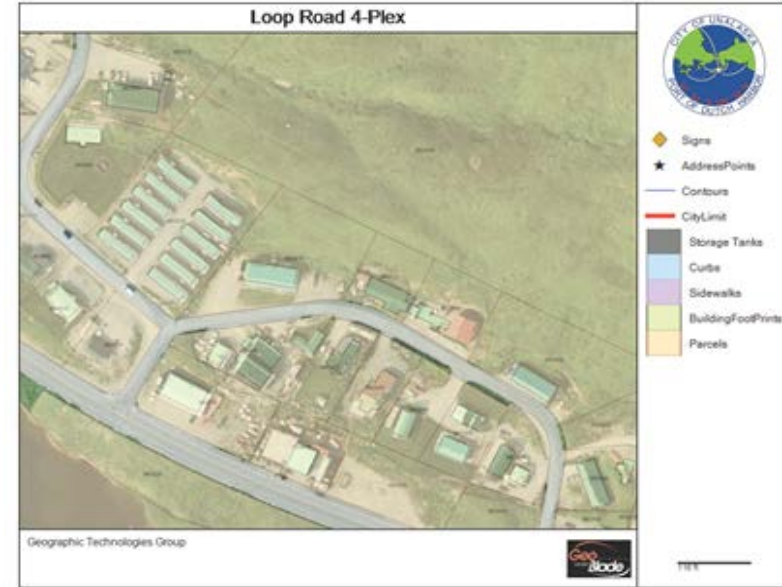 Loop Road 4-Plex
CITY OF UNALASKA
PORT OF DUTCH HARBOR
Signs
AddressPoints
Contours
CityLimit
Storage Tanks
Curbs
Sidewalks
BuildingFootPrints
Parcels
Geographic Technologies Group
Geo
Blade